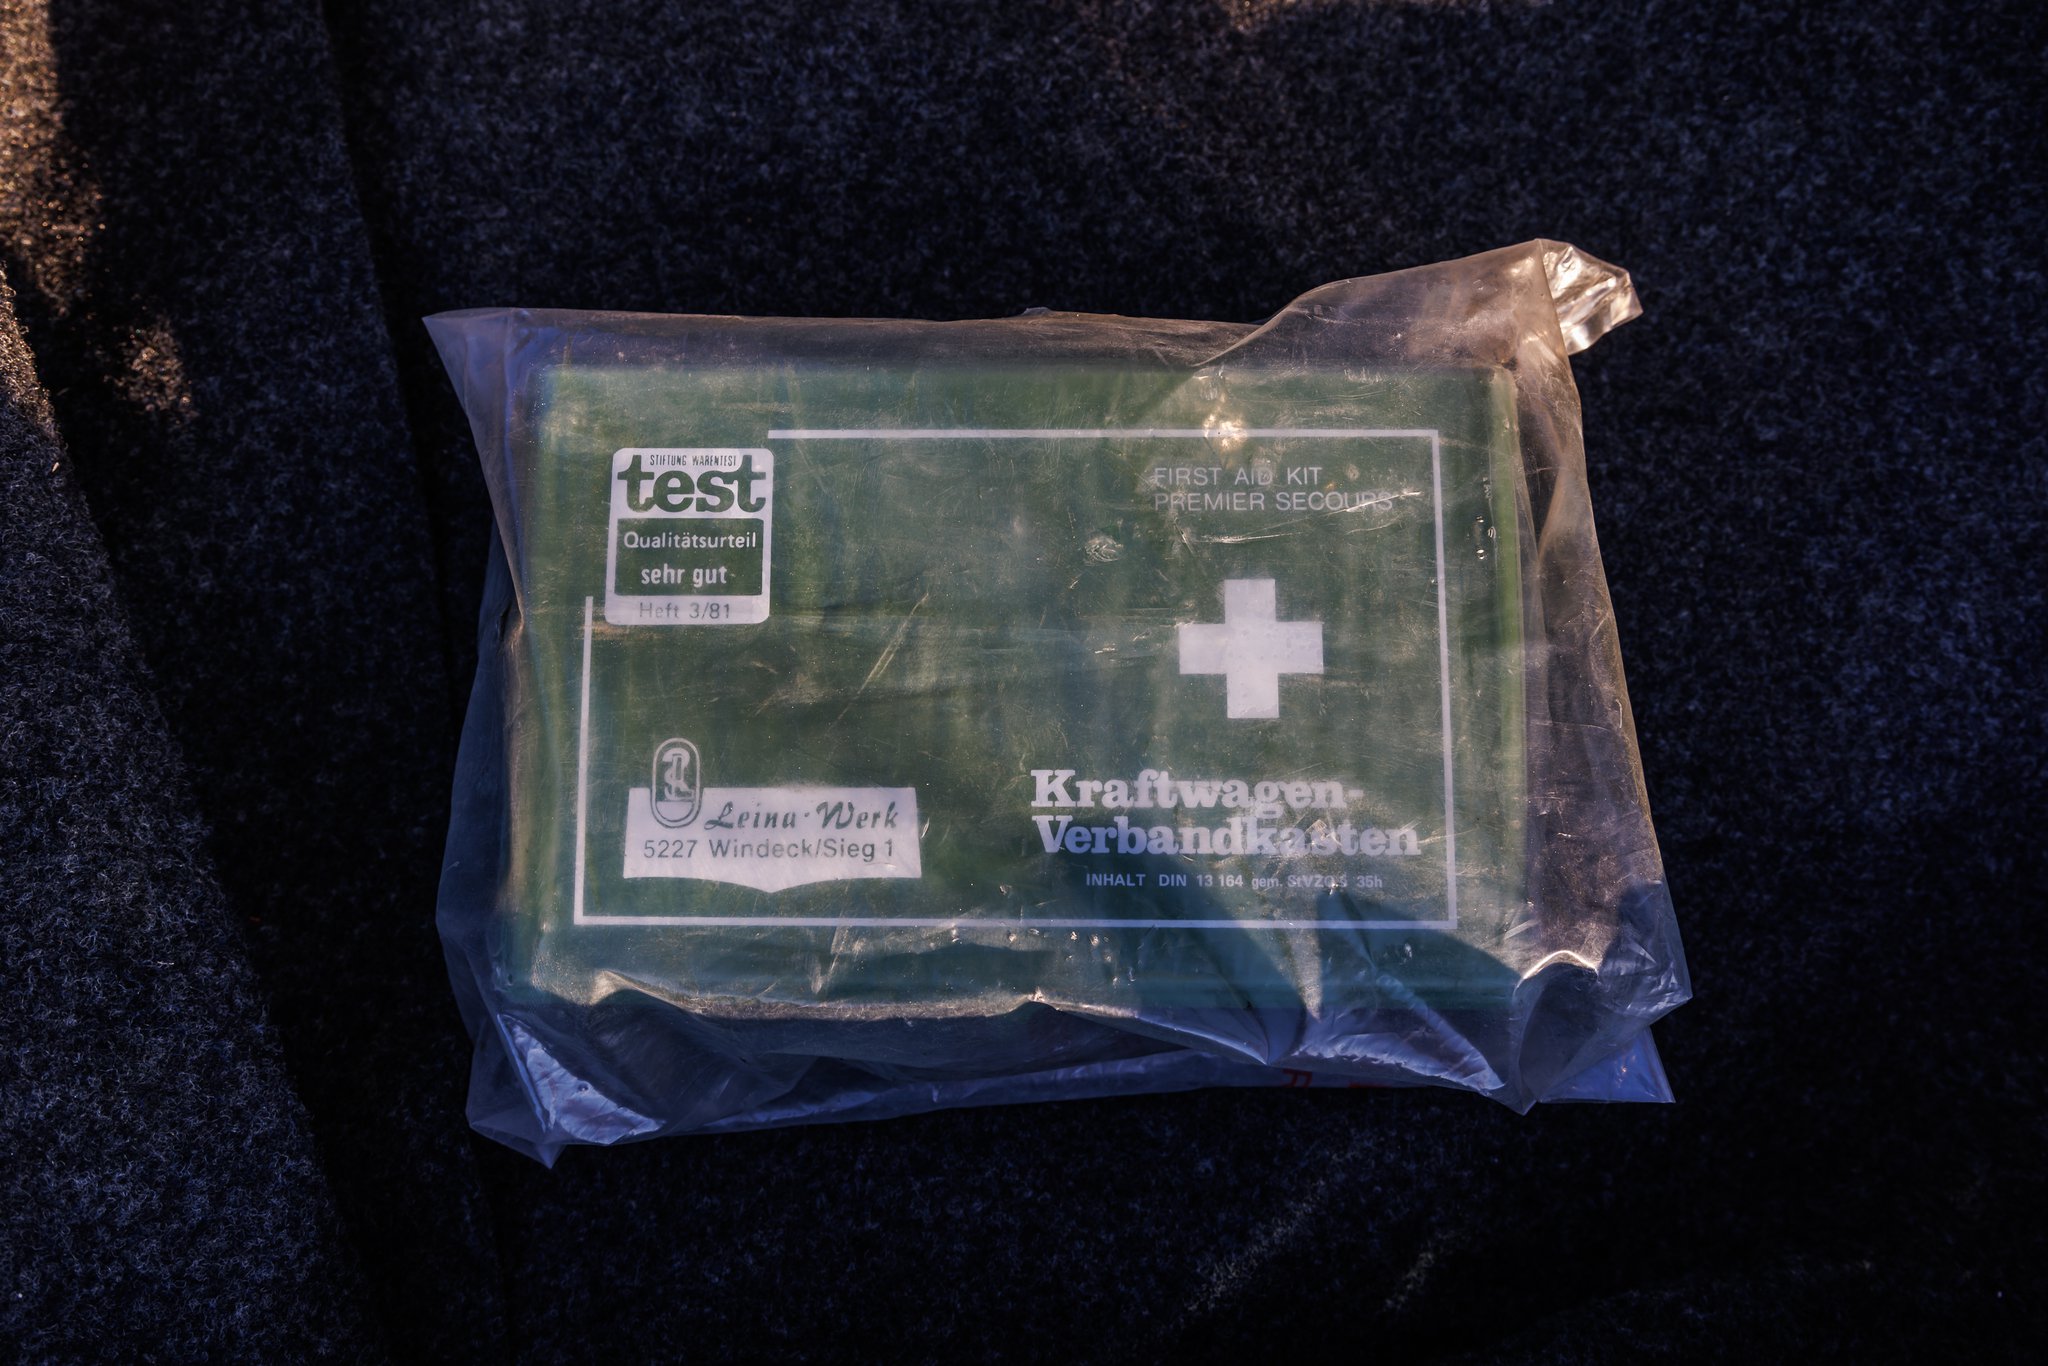 STIFTUNG WARENTEST
test
Qualitätsurteil
sehr gut
Heft 3/81
FIRST AID KIT
PREMIER SECOURS
Leina-Werk
5227 Windeck/Sieg 1
Kraftwagen-
Verbandkasten
INHALT DIN 13 164 gem. StVZO § 35h